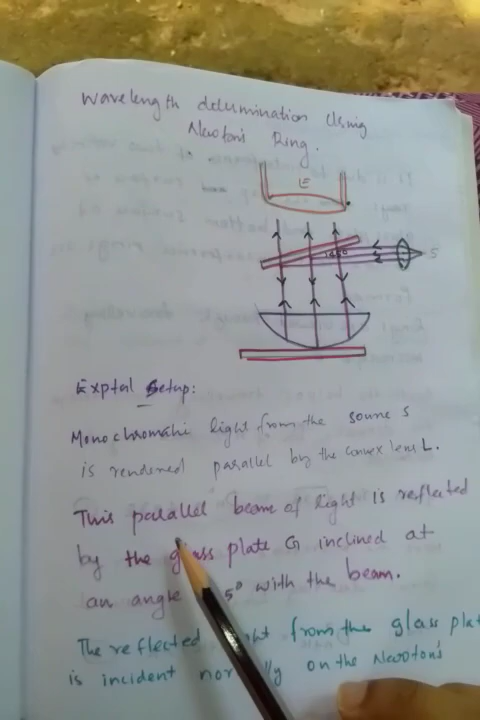 Wavelength determination Using
Newton's Ring.
E
45°
S
Exptal Setup:
Monochromatic light from the source S
is rendered parallel by the convex lens L.
This parallel beam of light is reflected
by the glass plate G inclined at
an angle 5° with the beam.
The reflected from the glass plat
is incident on the Newton's